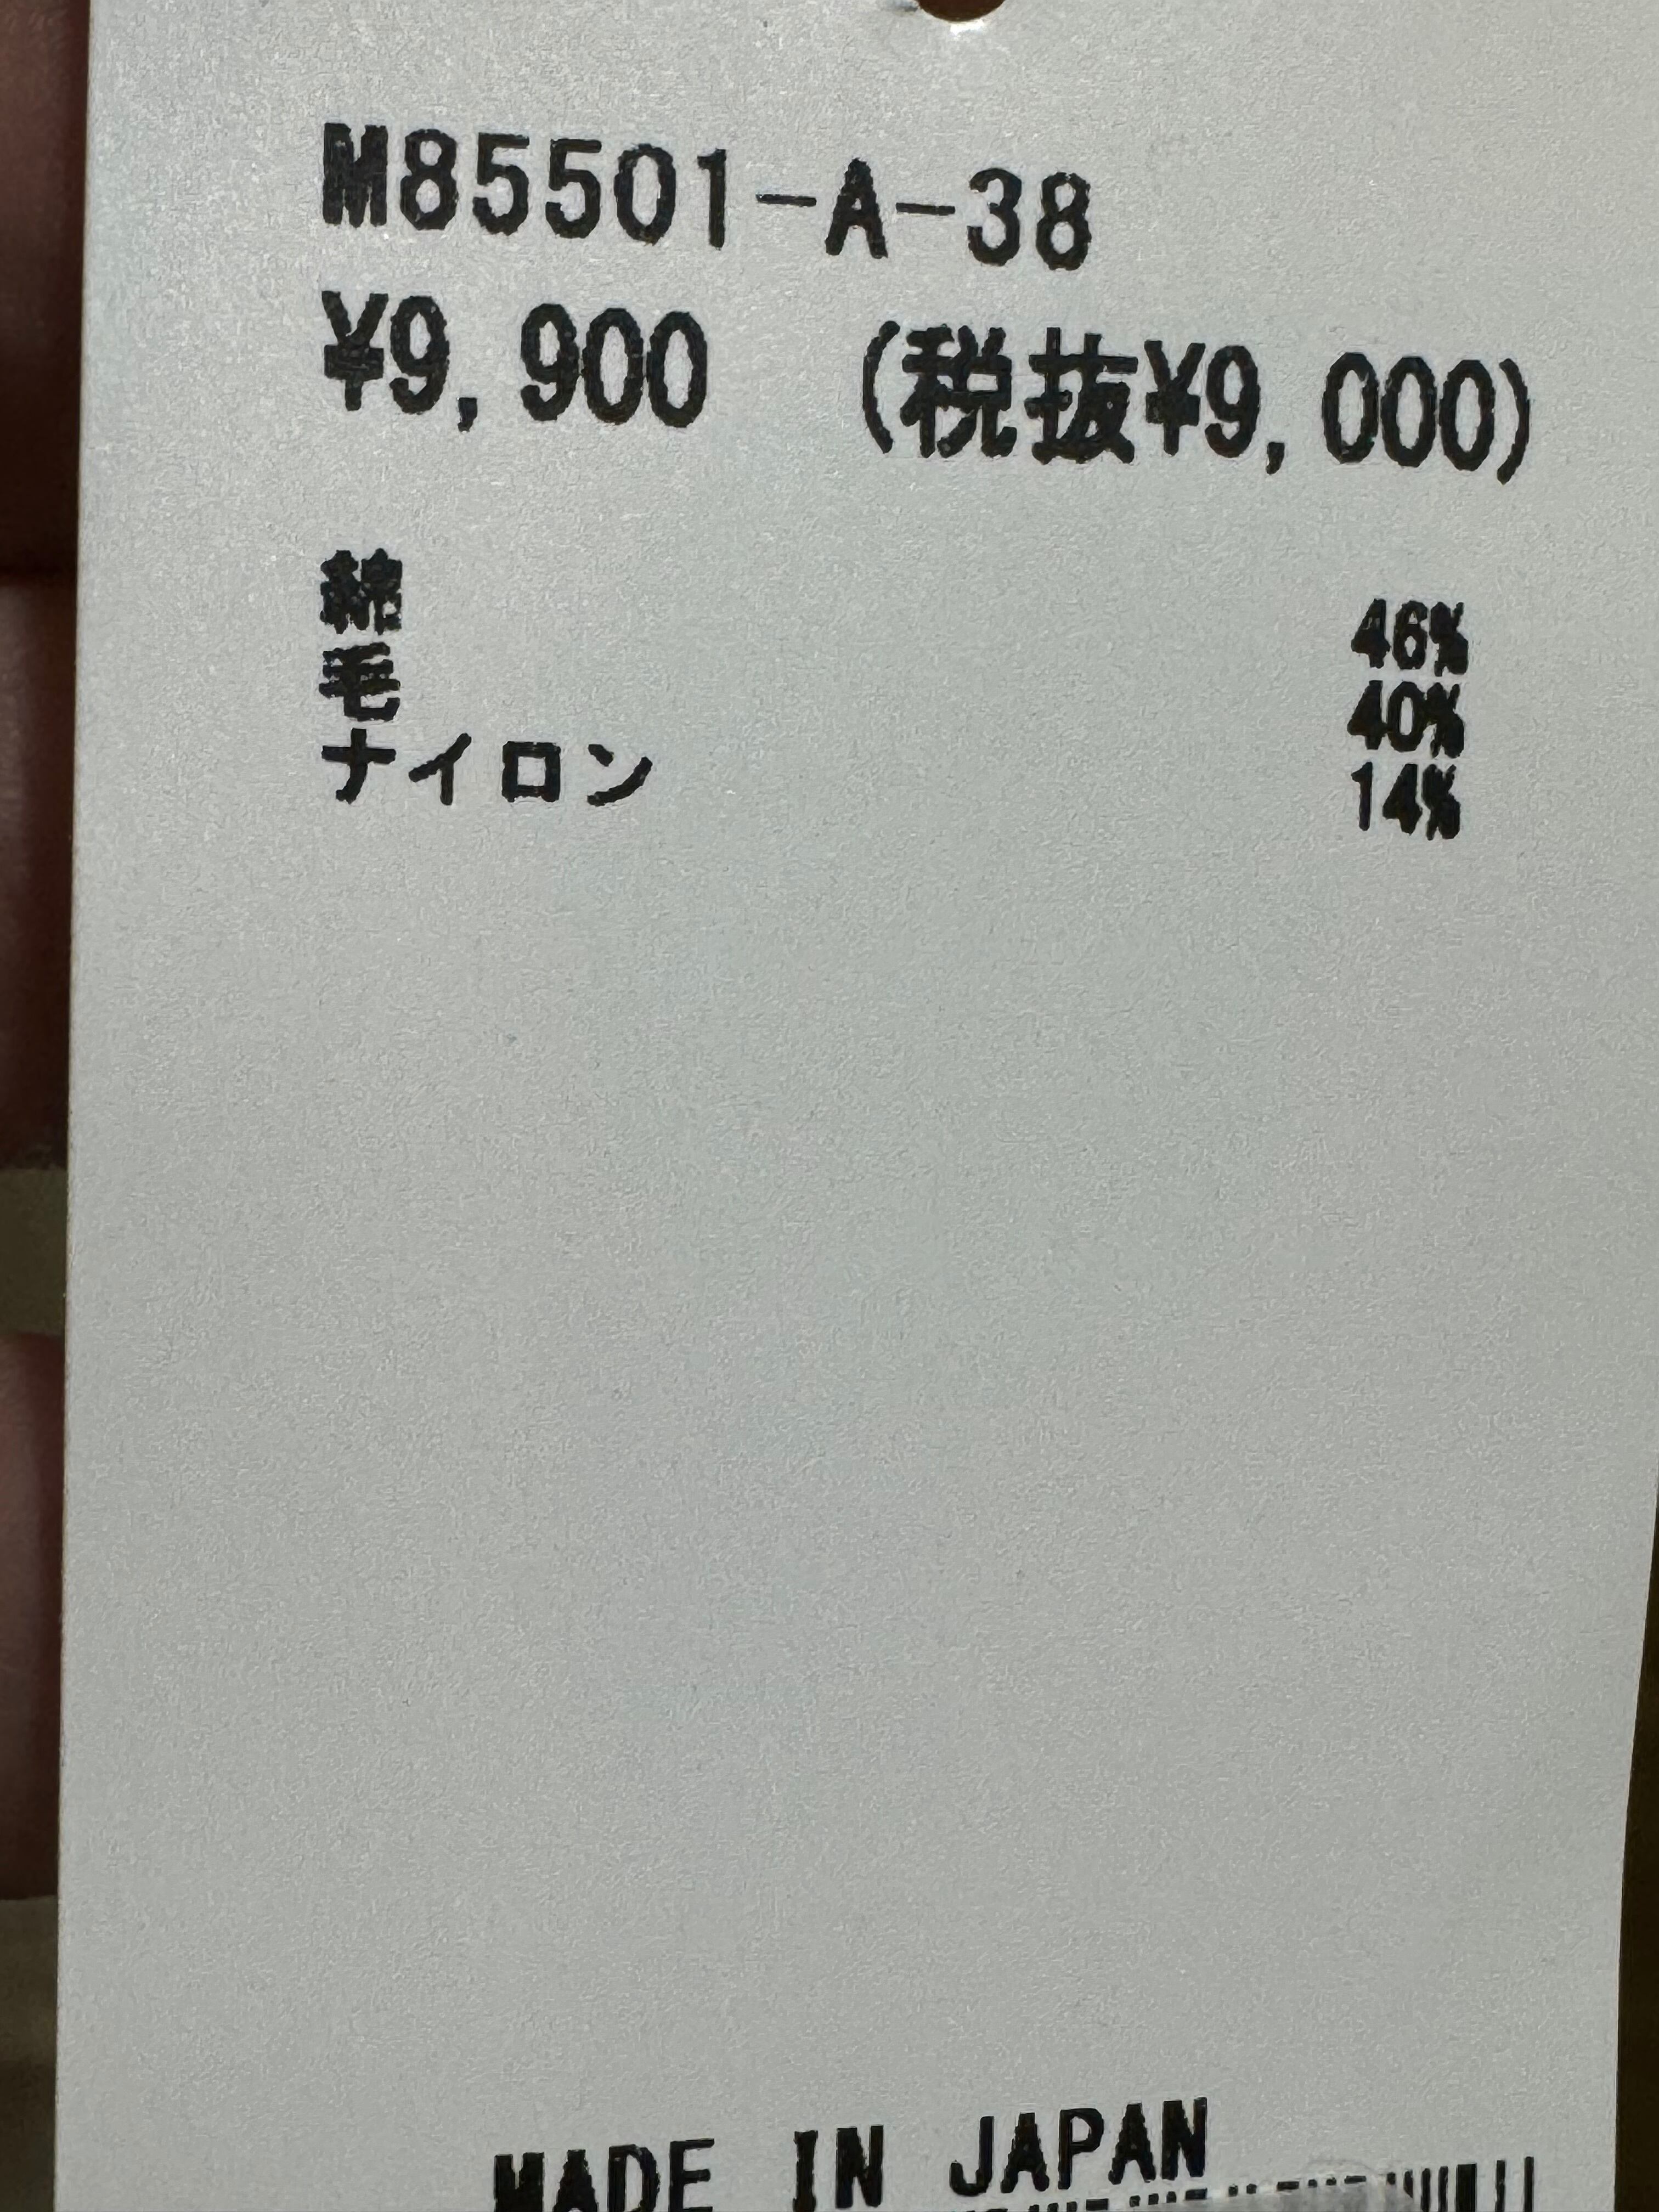 M85501-A-38
¥9,900 (税抜¥9,000)
綿 46%
毛 40%
ナイロン 14%
MADE IN JAPAN